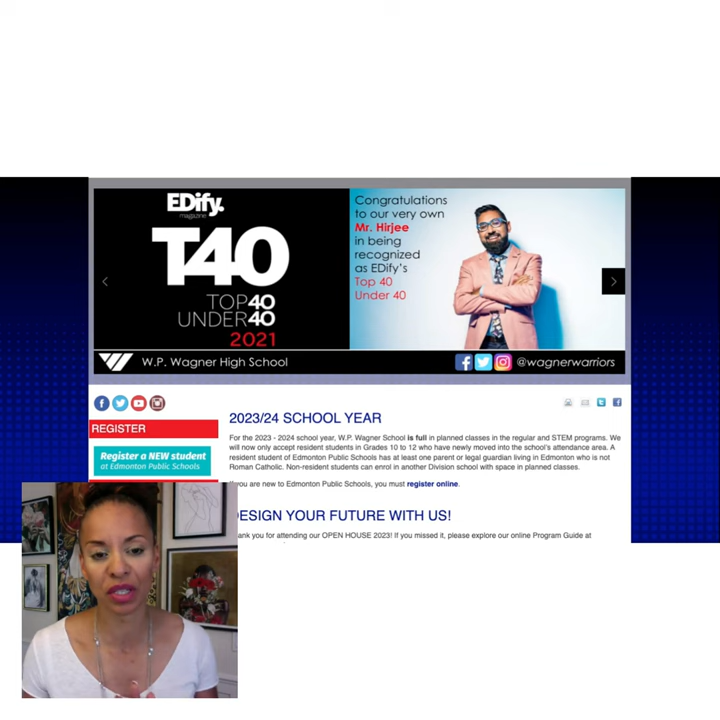 EDify.
magazine
T40
TOP40
UNDER40
2021
Congratulations
to our very own
Mr. Hirjee
in being
recognized
as EDify's
Top 40
Under 40
W.P. Wagner High School
@wagnerwarriors
REGISTER
Register a NEW student
at Edmonton Public Schools
2023/24 SCHOOL YEAR
For the 2023 - 2024 school year, W.P. Wagner School is full in planned classes in the regular and STEM programs. We
will now only accept resident students in Grades 10 to 12 who have newly moved into the school's attendance area. A
resident student of Edmonton Public Schools has at least one parent or legal guardian living in Edmonton who is not
Roman Catholic. Non-resident students can enrol in another Division school with space in planned classes.
you are new to Edmonton Public Schools, you must register online.
ESIGN YOUR FUTURE WITH US!
ank you for attending our OPEN HOUSE 2023! If you missed it, please explore our online Program Guide at